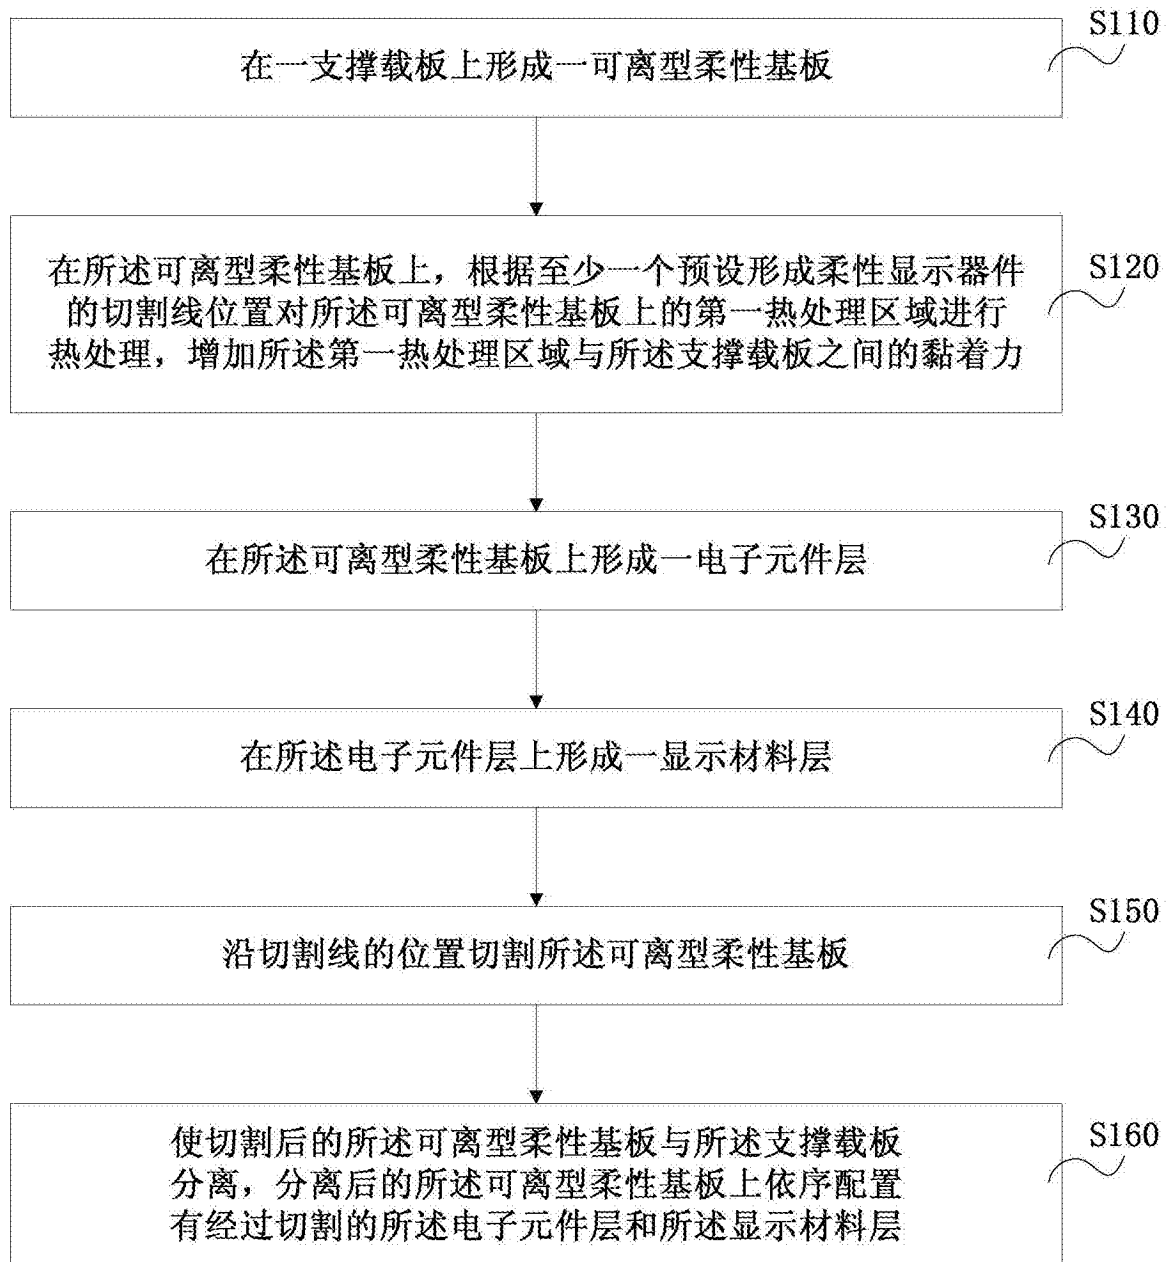 S110
在一支撑载板上形成一可离型柔性基板
S120
在所述可离型柔性基板上，根据至少一个预设形成柔性显示器件
的切割线位置对所述可离型柔性基板上的第一热处理区域进行
热处理，增加所述第一热处理区域与所述支撑载板之间的黏着力
S130
在所述可离型柔性基板上形成一电子元件层
S140
在所述电子元件层上形成一显示材料层
S150
沿切割线的位置切割所述可离型柔性基板
S160
使切割后的所述可离型柔性基板与所述支撑载板
分离，分离后的所述可离型柔性基板上依序配置
有经过切割的所述电子元件层和所述显示材料层